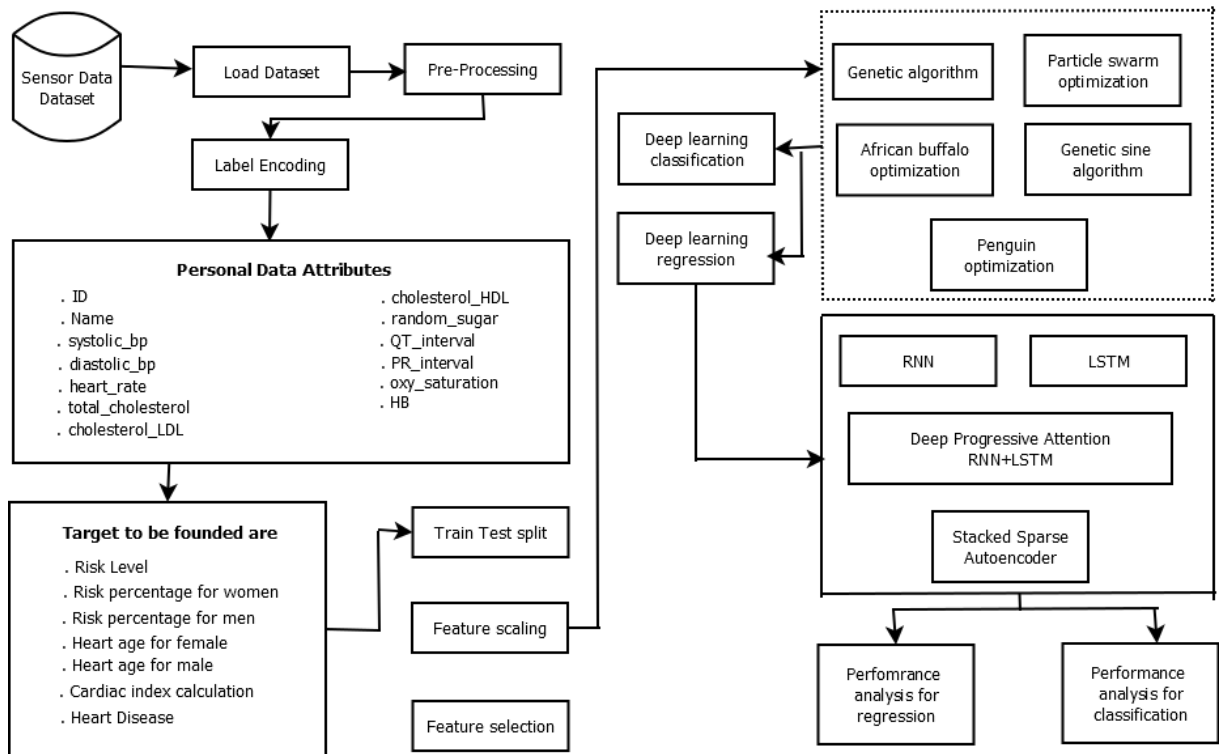 Sensor Data
Dataset
Load Dataset
Pre-Processing
Label Encoding
Personal Data Attributes
. ID
. Name
. systolic_bp
. diastolic_bp
. heart_rate
. total_cholesterol
. cholesterol_LDL
. cholesterol_HDL
. random_sugar
. QT_interval
. PR_interval
. oxy_saturation
. HB
Target to be founded are
. Risk Level
. Risk percentage for women
. Risk percentage for men
. Heart age for female
. Heart age for male
. Cardiac index calculation
. Heart Disease
Train Test split
Feature scaling
Feature selection
Genetic algorithm
Particle swarm
optimization
African buffalo
optimization
Genetic sine
algorithm
Penguin
optimization
Deep learning
classification
Deep learning
regression
RNN
LSTM
Deep Progressive Attention
RNN+LSTM
Stacked Sparse
Autoencoder
Perfomrance
analysis for
regression
Performance
analysis for
classification